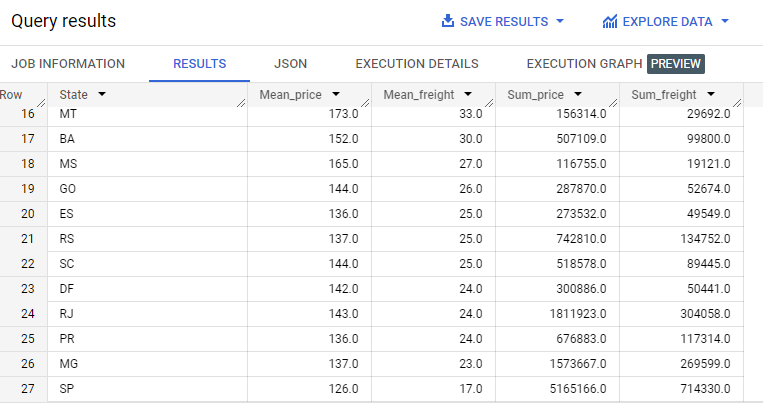 Query results SAVE RESULTS EXPLORE DATA
JOB INFORMATION RESULTS JSON EXECUTION DETAILS EXECUTION GRAPH PREVIEW
Row State Mean_price Mean_freight Sum_price Sum_freight
16 MT 173.0 33.0 156314.0 29692.0
17 BA 152.0 30.0 507109.0 99800.0
18 MS 165.0 27.0 116755.0 19121.0
19 GO 144.0 26.0 287870.0 52674.0
20 ES 136.0 25.0 273532.0 49549.0
21 RS 137.0 25.0 742810.0 134752.0
22 SC 144.0 25.0 518578.0 89445.0
23 DF 142.0 24.0 300886.0 50441.0
24 RJ 143.0 24.0 1811923.0 304058.0
25 PR 136.0 24.0 676883.0 117314.0
26 MG 137.0 23.0 1573667.0 269599.0
27 SP 126.0 17.0 5165166.0 714330.0